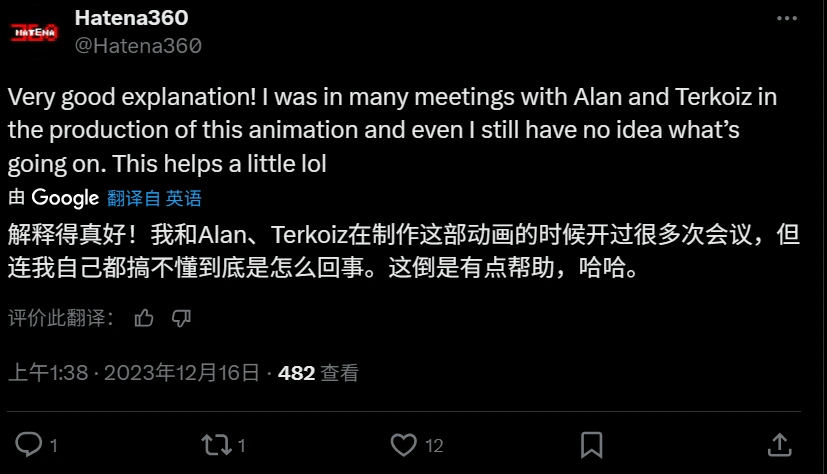 HATENA
360
Hatena360
@Hatena360
Very good explanation! I was in many meetings with Alan and Terkoiz in
the production of this animation and even I still have no idea what's
going on. This helps a little lol
由 Google 翻译自 英语
解释得真好！我和Alan、Terkoiz在制作这部动画的时候开过很多次会议，但
连我自己都搞不懂到底是怎么回事。这倒是有点帮助，哈哈。
评价此翻译：
上午1:38 · 2023年12月16日 · 482 查看
1
1
12